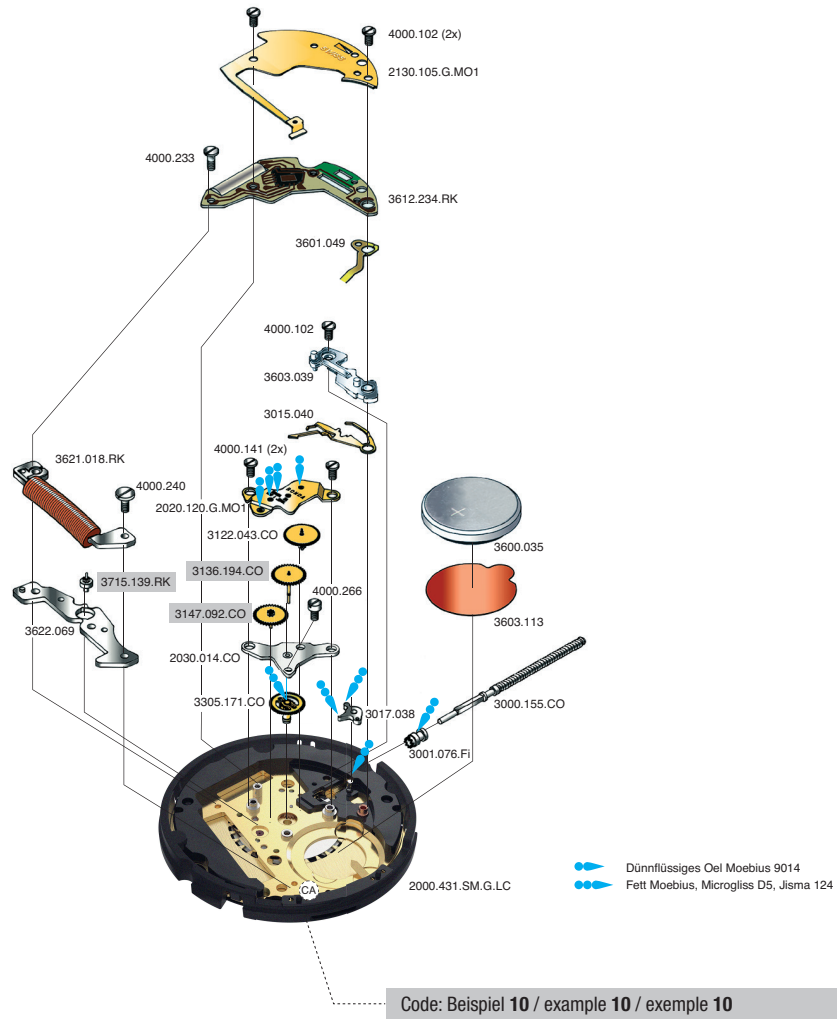 4000.102 (2x)
2130.105.G.MO1
4000.233
3612.234.RK
3601.049
4000.102
3603.039
3015.040
4000.141 (2x)
3621.018.RK
4000.240
2020.120.G.MO1
3122.043.CO
3600.035
3136.194.CO
3715.139.RK
4000.266
3147.092.CO
3603.113
3622.069
2030.014.CO
3305.171.CO
3017.038
3000.155.CO
3001.076.Fi
CA
2000.431.SM.G.LC
Dünnflüssiges Oel Moebius 9014
Fett Moebius, Microgliss D5, Jisma 124
Code: Beispiel 10 / example 10 / exemple 10